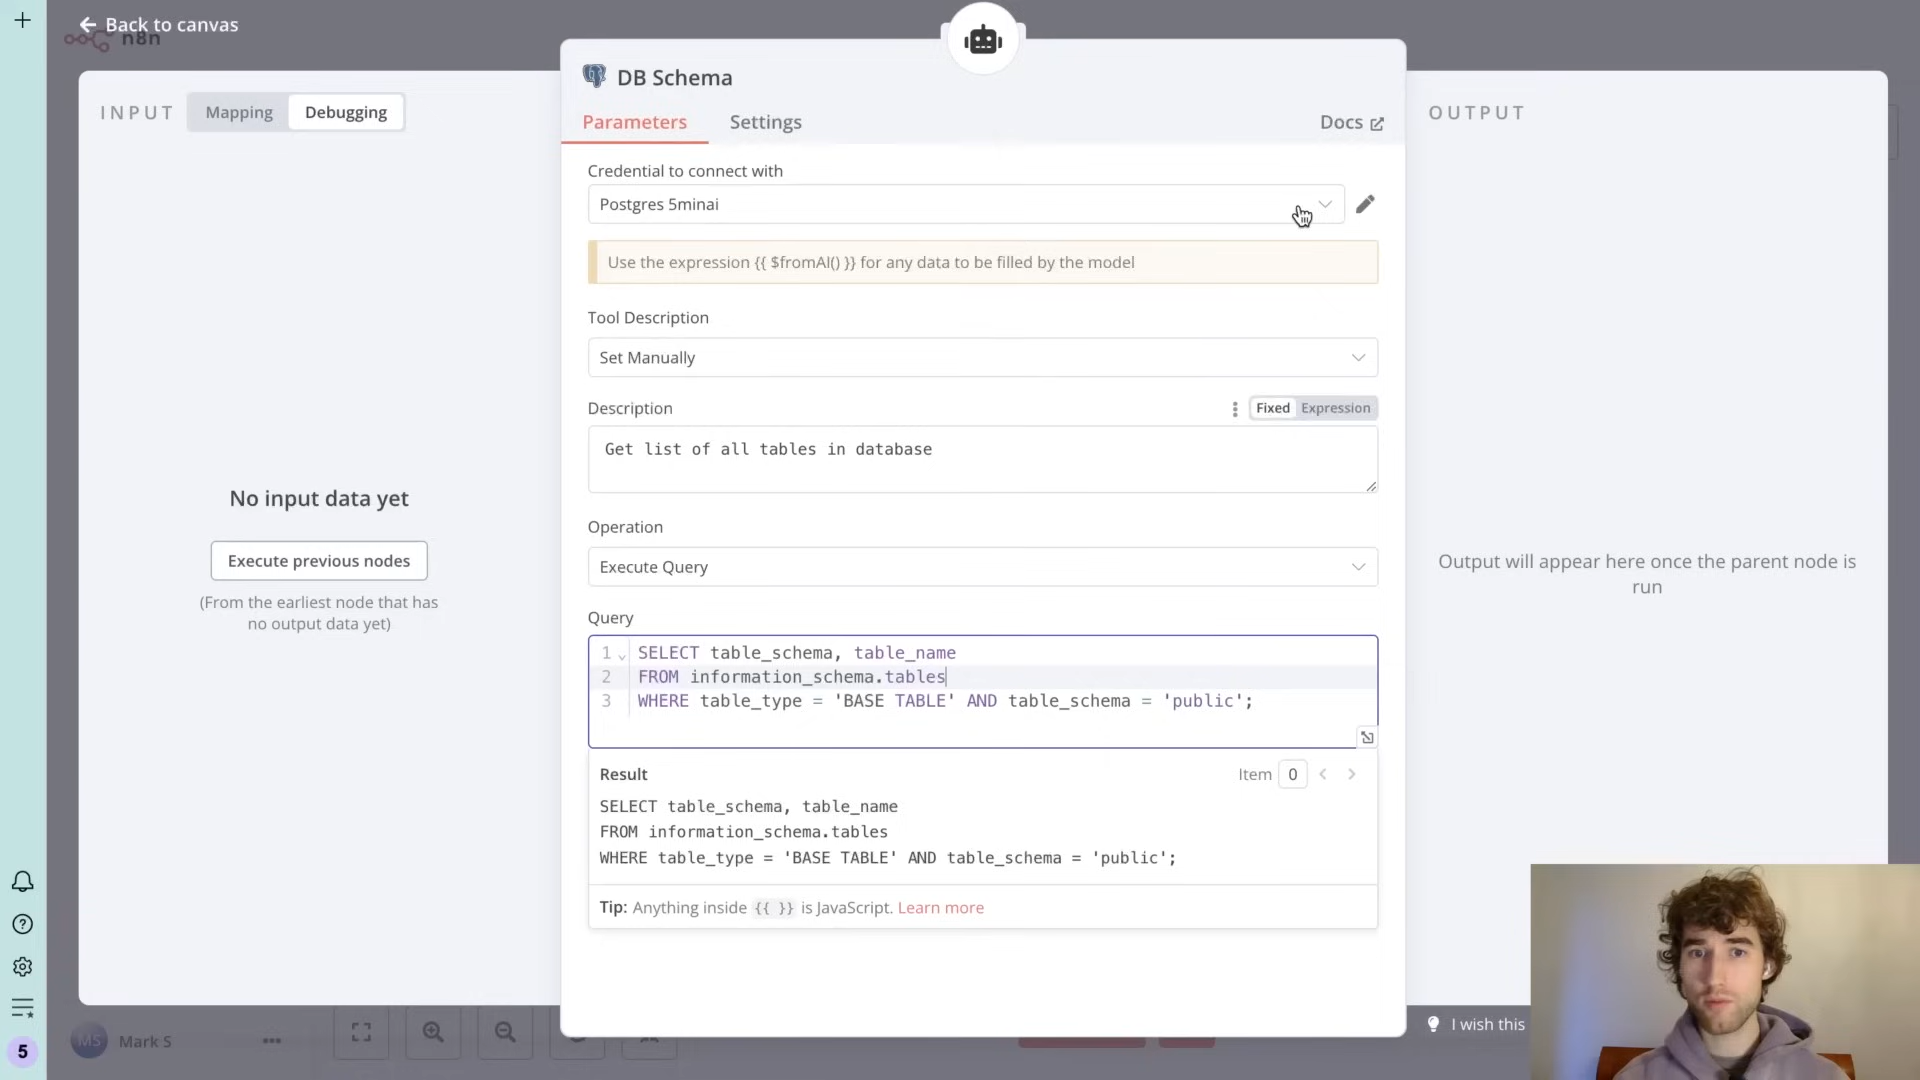 Back to canvas
n8n
INPUT
Mapping
Debugging
No input data yet
Execute previous nodes
(From the earliest node that has
no output data yet)
DB Schema
Parameters
Settings
Docs
Credential to connect with
Postgres 5minai
Use the expression {{ $fromAI() }} for any data to be filled by the model
Tool Description
Set Manually
Description
Fixed
Expression
Get list of all tables in database
Operation
Execute Query
Query
1 SELECT table_schema, table_name
2 FROM information_schema.tables
3 WHERE table_type = 'BASE TABLE' AND table_schema = 'public';
Result
Item 0
SELECT table_schema, table_name
FROM information_schema.tables
WHERE table_type = 'BASE TABLE' AND table_schema = 'public';
Tip: Anything inside {{ }} is JavaScript. Learn more
OUTPUT
Output will appear here once the parent node is
run
I wish this
5
MS
Mark S